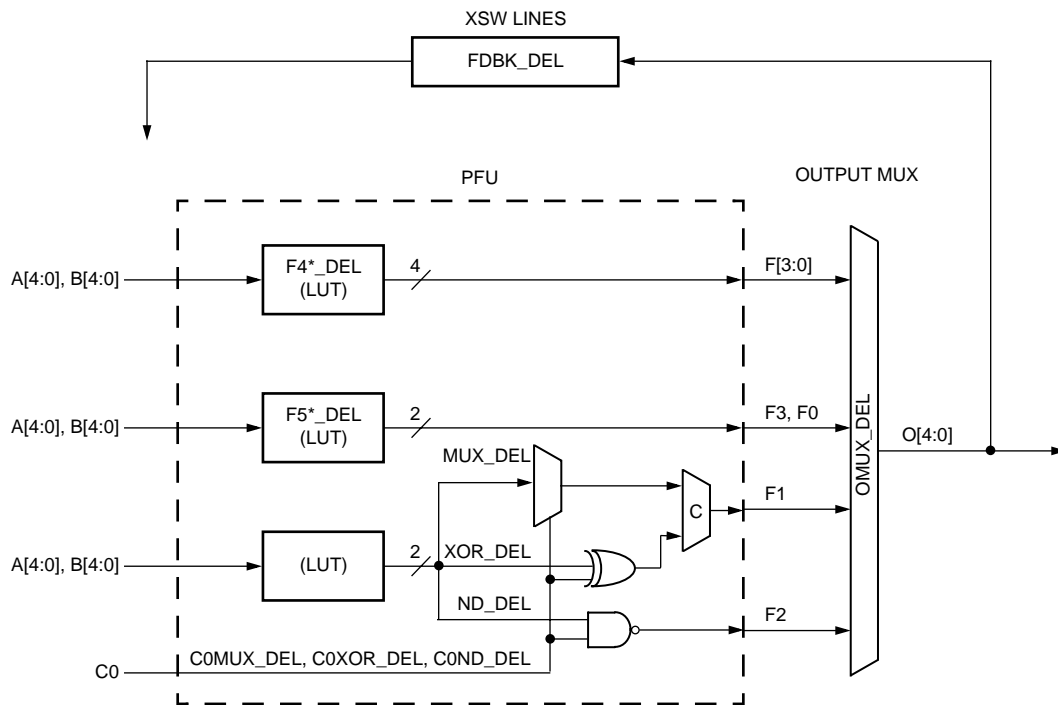 XSW LINES
FDBK_DEL
PFU
OUTPUT MUX
A[4:0], B[4:0]
F4*_DEL
(LUT)
4
F[3:0]
A[4:0], B[4:0]
F5*_DEL
(LUT)
2
F3, F0
OMUX_DEL
O[4:0]
MUX_DEL
C
F1
A[4:0], B[4:0]
(LUT)
2
XOR_DEL
ND_DEL
F2
C0
C0MUX_DEL, C0XOR_DEL, C0ND_DEL